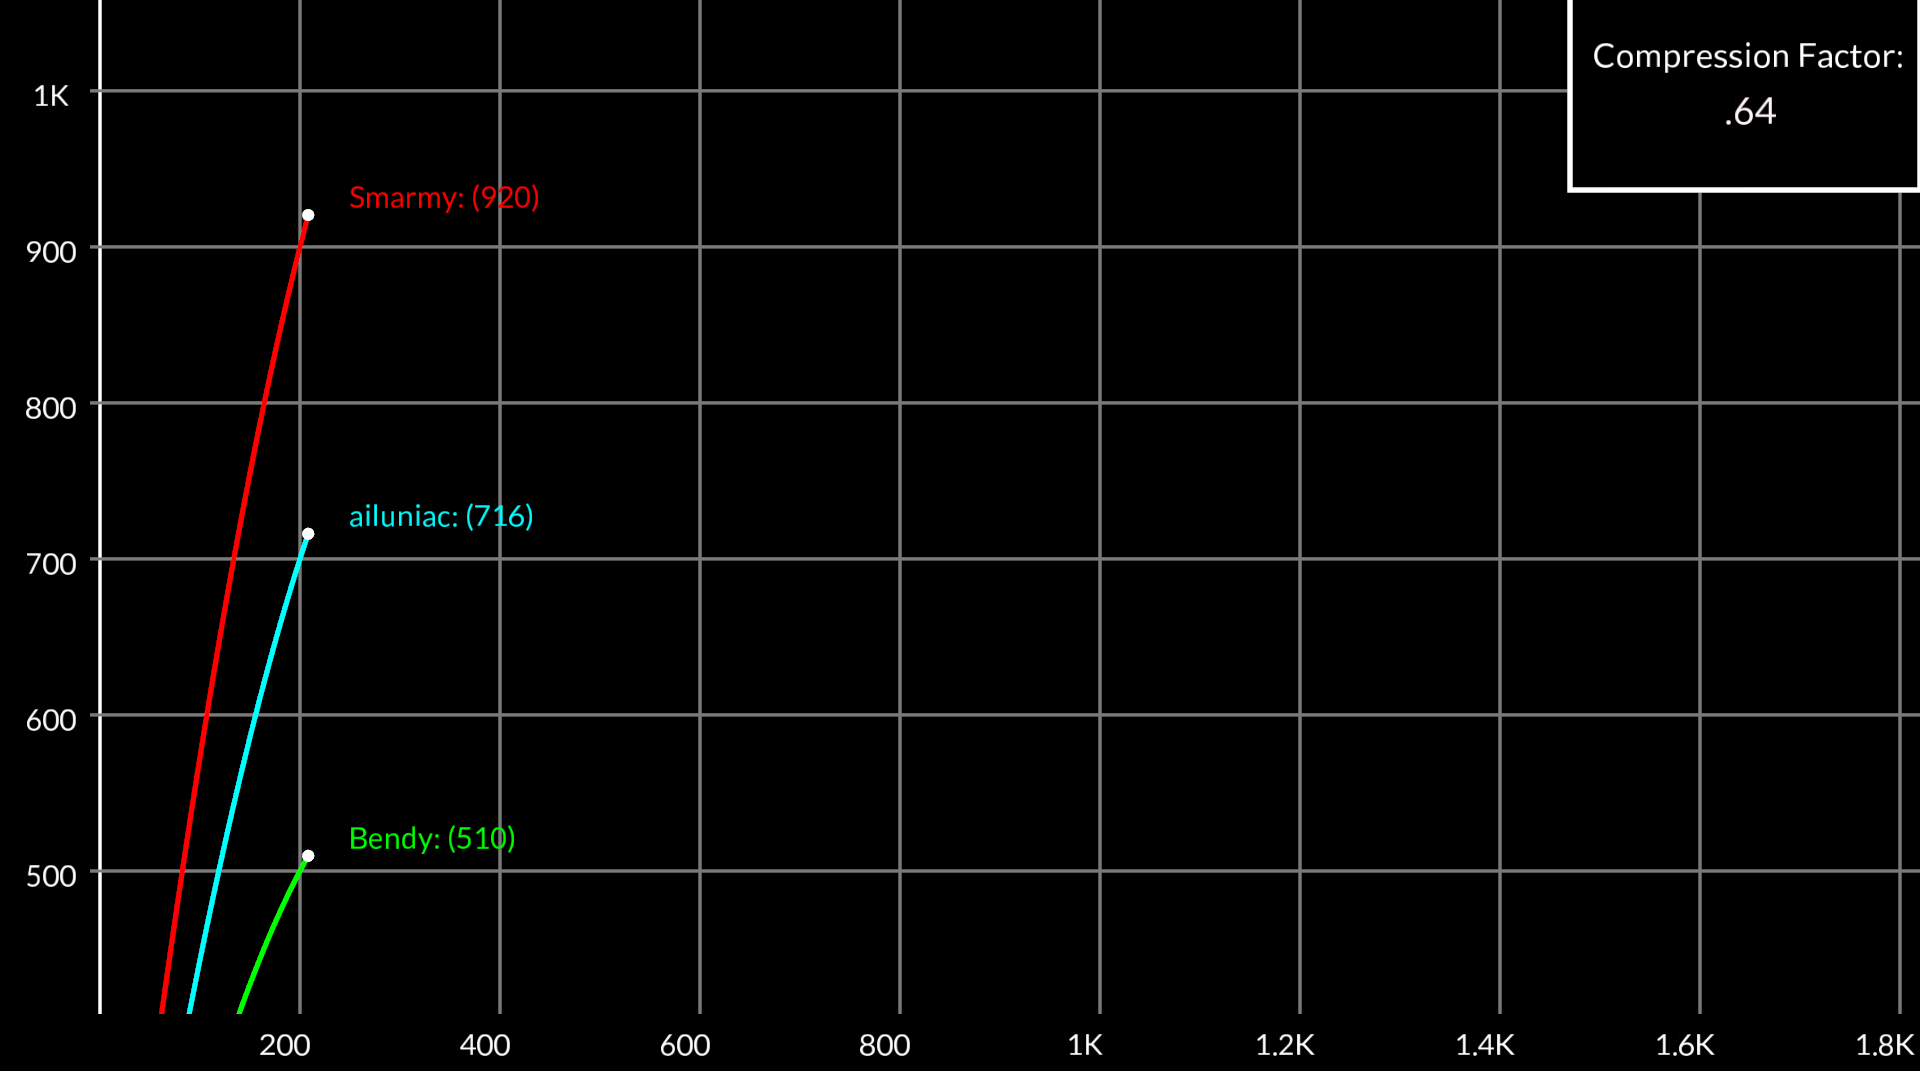 Compression Factor:
.64
1K
Smarmy: (920)
900
800
ailuniac: (716)
700
600
Bendy: (510)
500
200 400 600 800 1K 1.2K 1.4K 1.6K 1.8K